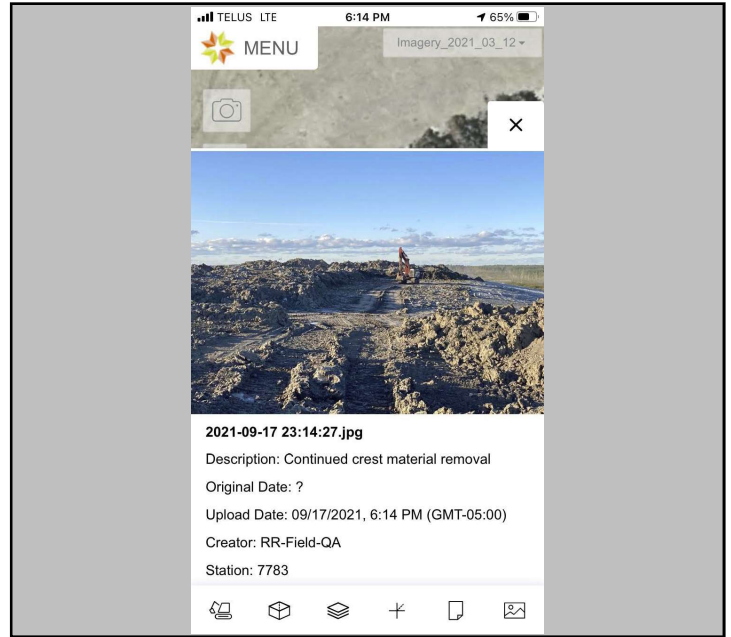 TELUS LTE 6:14 PM 65%
MENU
Imagery_2021_03_12
2021-09-17 23:14:27.jpg
Description: Continued crest material removal
Original Date: ?
Upload Date: 09/17/2021, 6:14 PM (GMT-05:00)
Creator: RR-Field-QA
Station: 7783